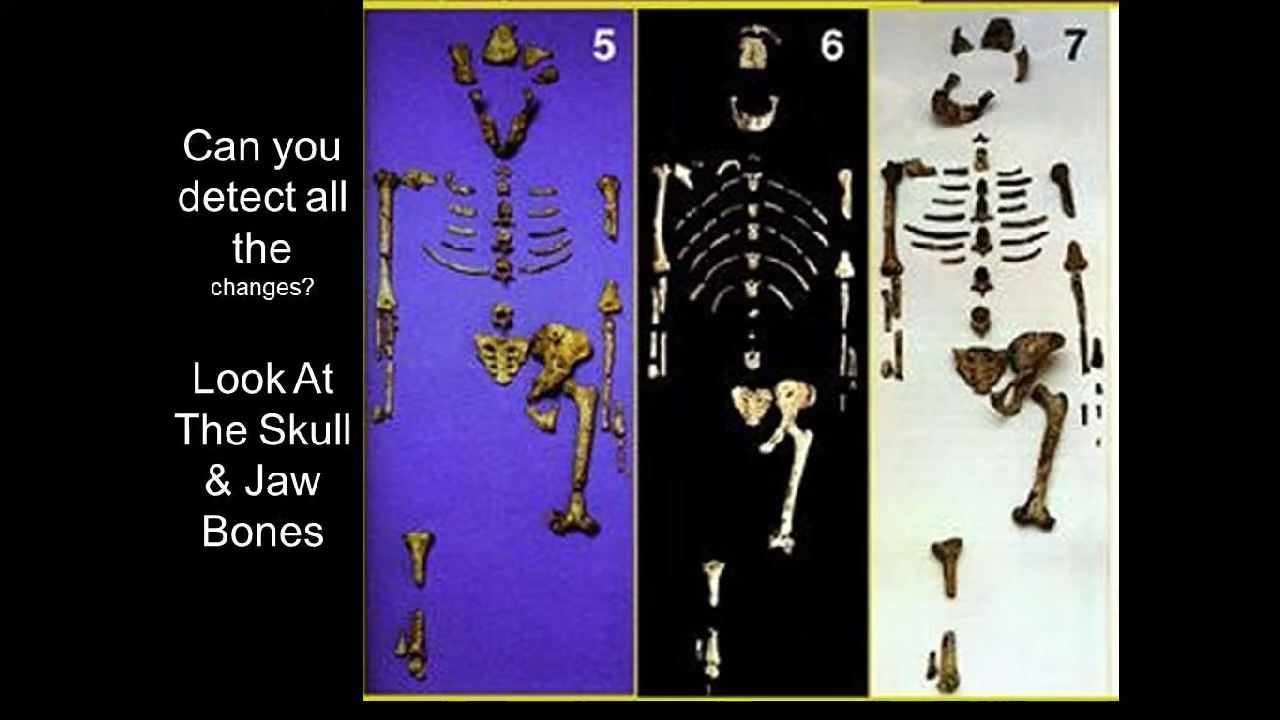 Can you
detect all
the
changes?
Look At
The Skull
& Jaw
Bones
5
6
7